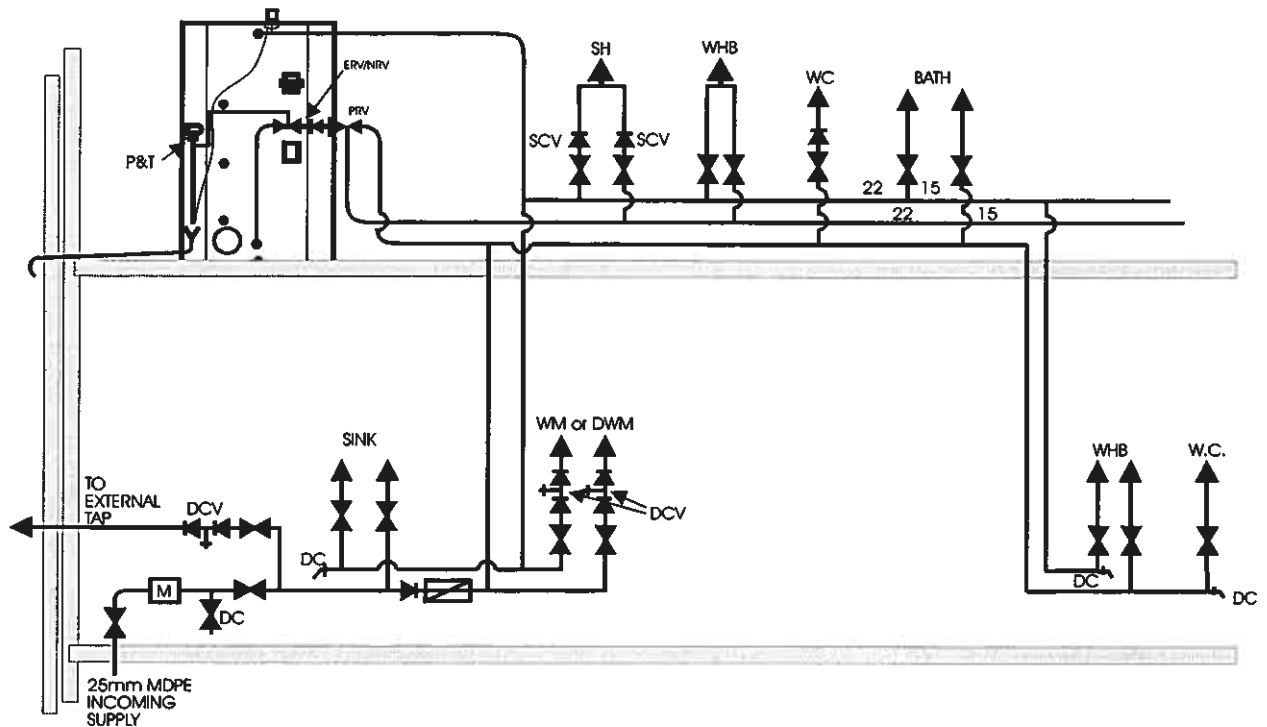 SH
WHB
WC
BATH
ERV/NRV
PRV
SCV
SCV
P&T
22
15
22
15
SINK
WM or DWM
WHB
W.C.
TO
EXTERNAL
TAP
DCV
DCV
DC
M
DC
DC
DC
25mm MDPE
INCOMING
SUPPLY